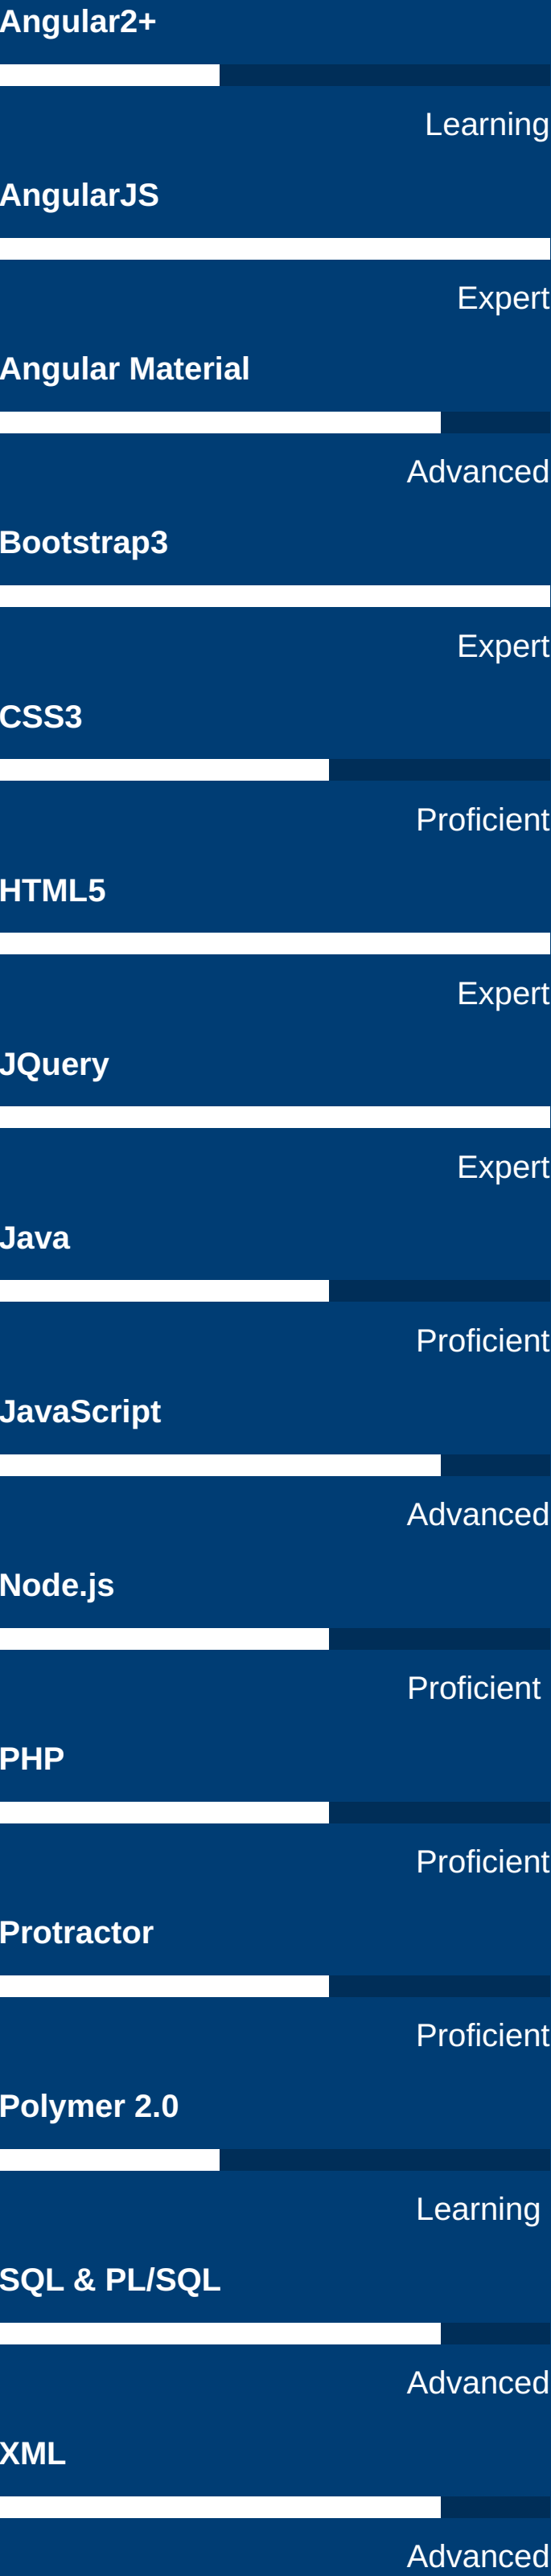 Angular2+
Learning
AngularJS
Expert
Angular Material
Advanced
Bootstrap3
Expert
CSS3
Proficient
HTML5
Expert
JQuery
Expert
Java
Proficient
JavaScript
Advanced
Node.js
Proficient
PHP
Proficient
Protractor
Proficient
Polymer 2.0
Learning
SQL & PL/SQL
Advanced
XML
Advanced